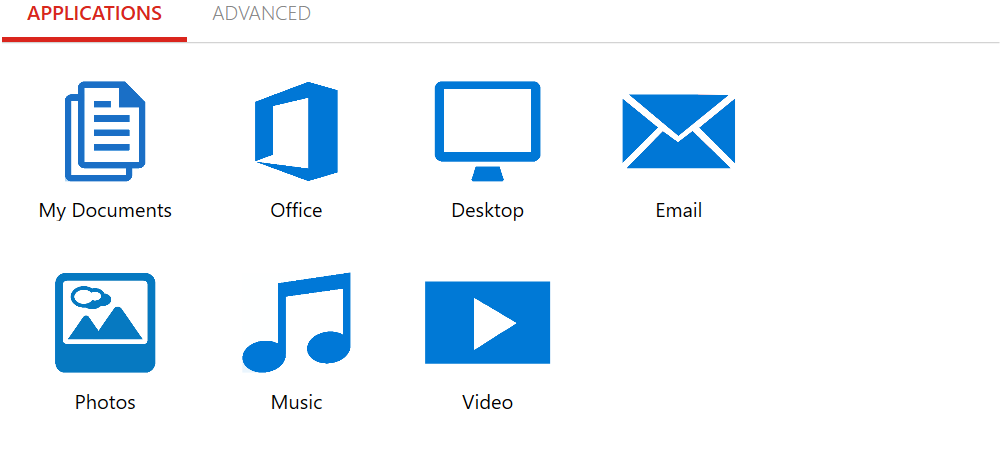 APPLICATIONS ADVANCED
My Documents Office Desktop Email
Photos Music Video